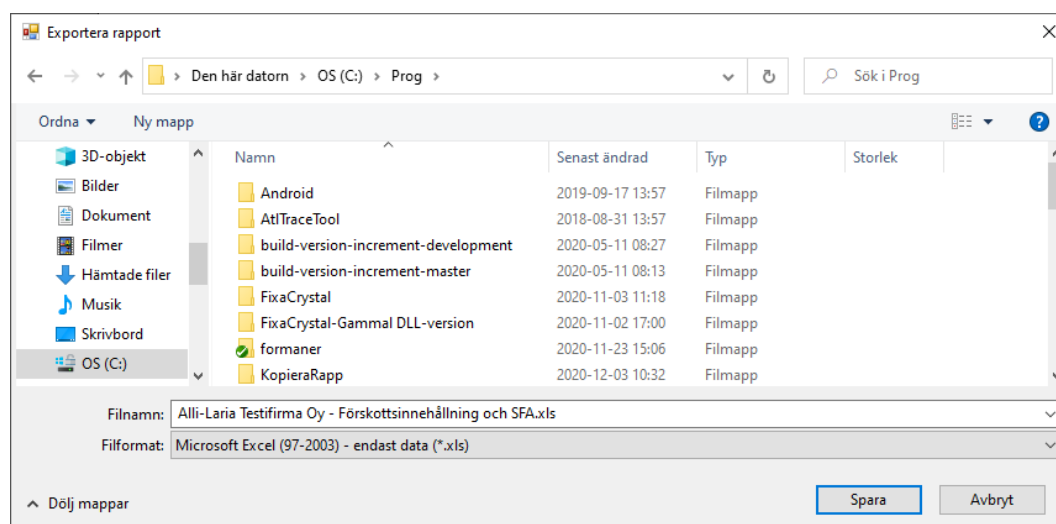 Exportera rapport
Den här datorn › OS (C:) › Prog ›
Sök i Prog
Ordna Ny mapp
Namn Senast ändrad Typ Storlek
3D-objekt
Bilder
Dokument
Filmer
Hämtade filer
Musik
Skrivbord
OS (C:)
Android 2019-09-17 13:57 Filmapp
AtlTraceTool 2018-08-31 13:57 Filmapp
build-version-increment-development 2020-05-11 08:27 Filmapp
build-version-increment-master 2020-05-11 08:13 Filmapp
FixaCrystal 2020-11-03 11:18 Filmapp
FixaCrystal-Gammal DLL-version 2020-11-02 17:00 Filmapp
formaner 2020-11-23 15:06 Filmapp
KopieraRapp 2020-12-03 10:32 Filmapp
Filnamn: Alli-Laria Testifirma Oy - Förskottsinnehållning och SFA.xls
Filformat: Microsoft Excel (97-2003) - endast data (*.xls)
Dölj mappar
Spara Avbryt